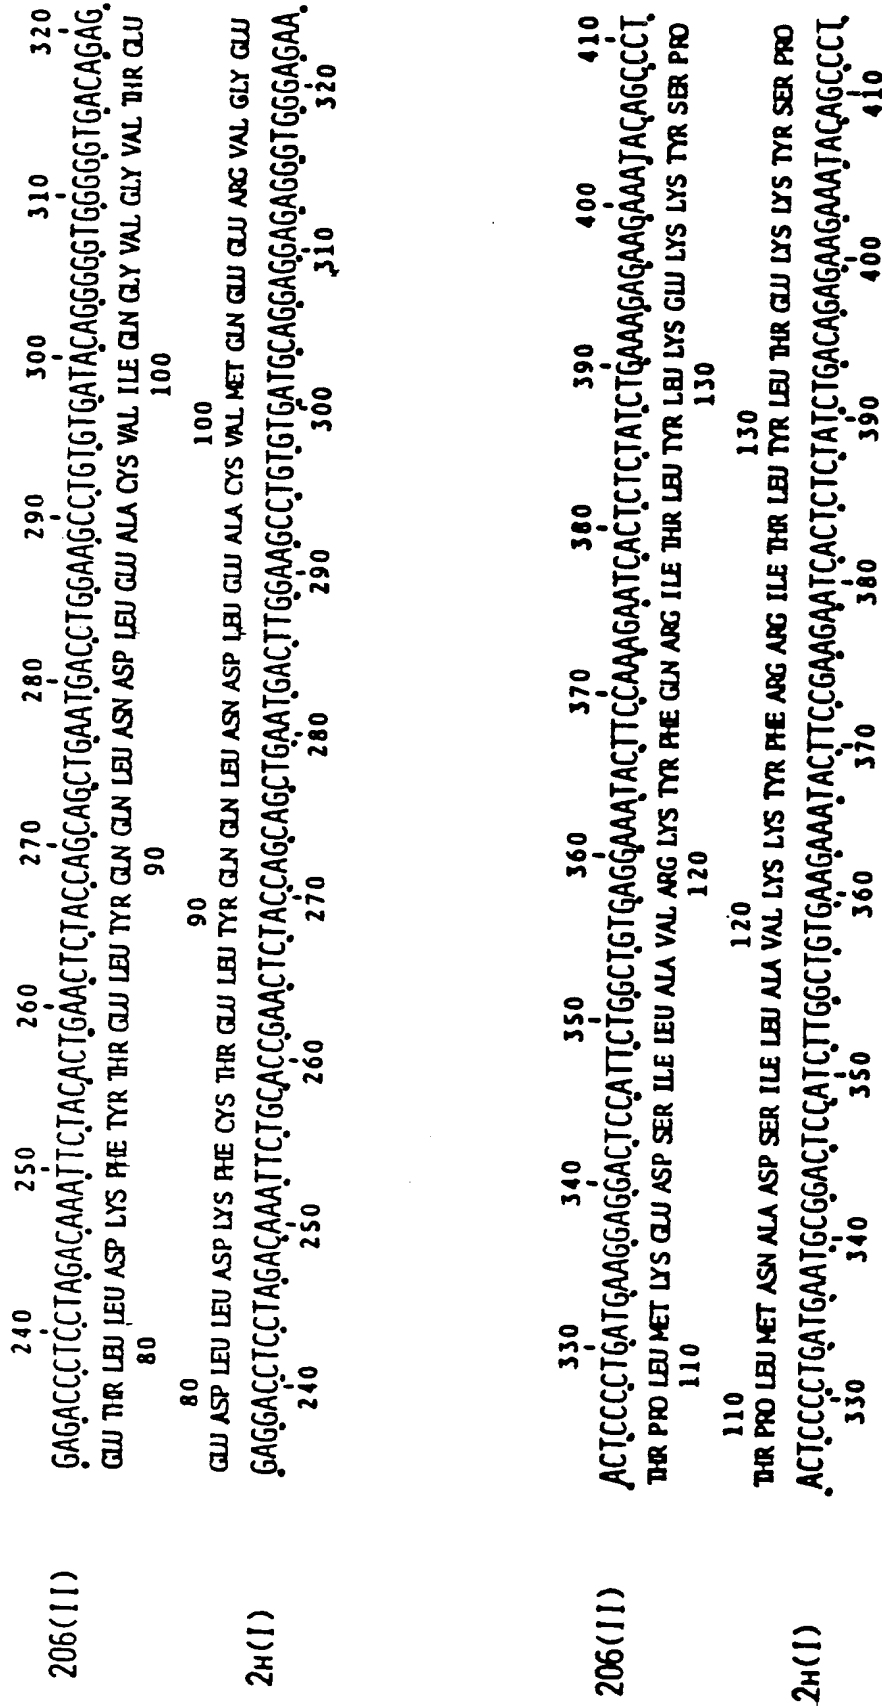 240 250 260 270 280 290 300 310 320
206(II) GAGACCCTCCTAGACAAATTCTACACTGAACTCTACCAGCAGCTGAATGACCTGGAAGCCTGTGTGATACAGGGGGTGGGGGTGACAGAG
GLU THR LEU LEU ASP LYS PHE TYR THR GLU LEU TYR GLN GLN LEU ASN ASP LEU GLU ALA CYS VAL ILE GLN GLY VAL GLY VAL THR GLU
80 90 100
80 90 100
GLU ASP LEU LEU ASP LYS PHE CYS THR GLU LEU TYR GLN GLN LEU ASN ASP LEU GLU ALA CYS VAL MET GLN GLU GLU ARG VAL GLY GLU
2H(I) GAGGACCTCCTAGACAAATTCTGCACCGAACTCTACCAGCAGCTGAATGACTTGGAAGCCTGTGTGATGCAGGAGGAGAGGGTGGGAGAA
240 250 260 270 280 290 300 310 320
330 340 350 360 370 380 390 400 410
206(II) ACTCCCCTGATGAAGGAGGACTCCATTCTGGCTGTGAGGAAATACTTCCAAAGAATCACTCTCTATCTGAAAGAGAAGAAATACAGCCCT
THR PRO LEU MET LYS GLU ASP SER ILE LEU ALA VAL ARG LYS TYR PHE GLN ARG ILE THR LEU TYR LEU LYS GLU LYS LYS TYR SER PRO
110 120 130
110 120 130
THR PRO LEU MET ASN ALA ASP SER ILE LEU ALA VAL LYS LYS TYR PHE ARG ARG ILE THR LEU TYR LEU THR GLU LYS LYS TYR SER PRO
2H(I) ACTCCCCTGATGAATGCGGACTCCATCTTGGCTGTGAAGAAATACTTCCGAAGAATCACTCTCTATCTGACAGAGAAGAAATACAGCCCT
330 340 350 360 370 380 390 400 410